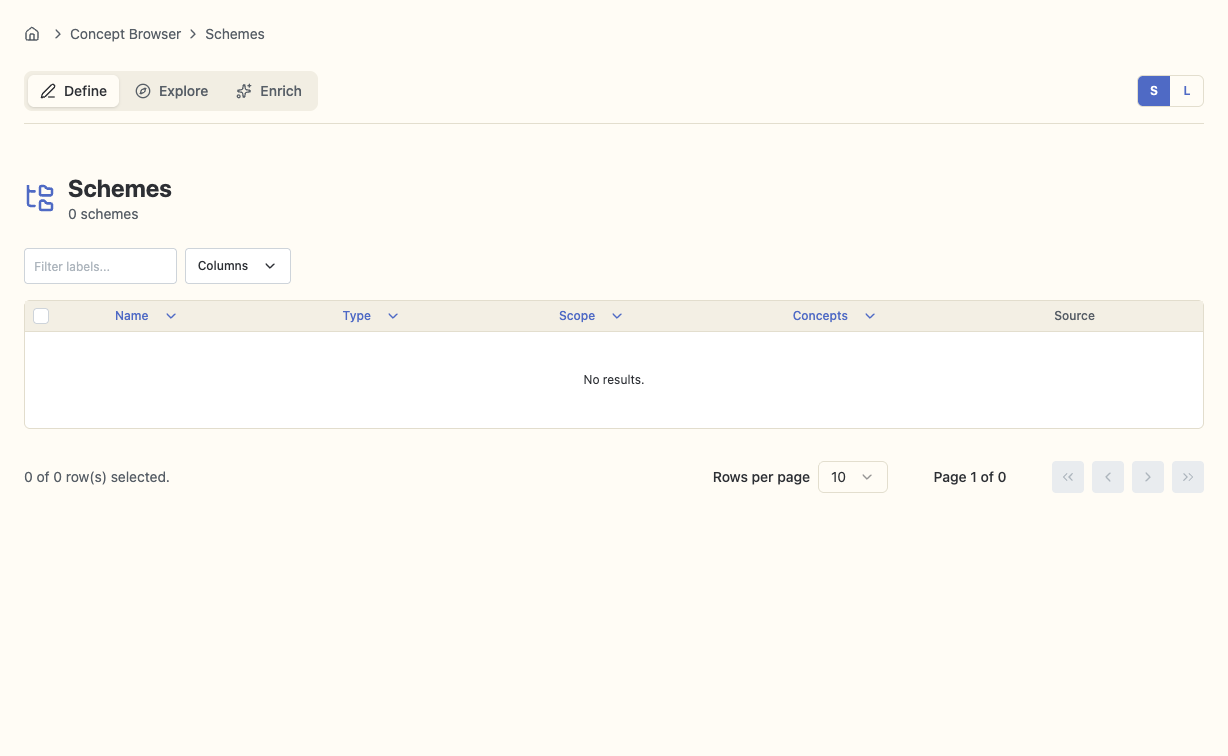 Concept Browser Schemes
Define Explore Enrich S L
Schemes
0 schemes
Filter labels... Columns
Name Type Scope Concepts Source
No results.
0 of 0 row(s) selected. Rows per page 10 Page 1 of 0